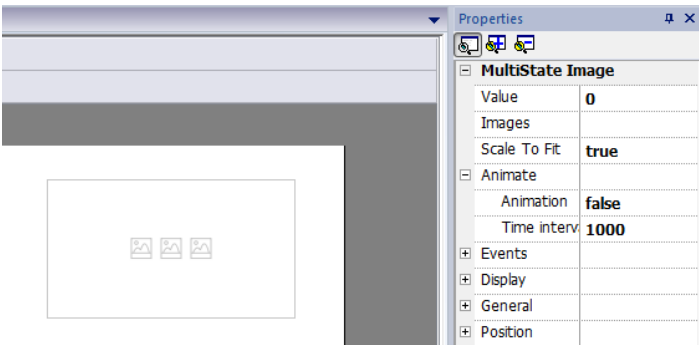 Properties
MultiState Image
Value 0
Images
Scale To Fit true
Animate
Animation false
Time interv 1000
Events
Display
General
Position